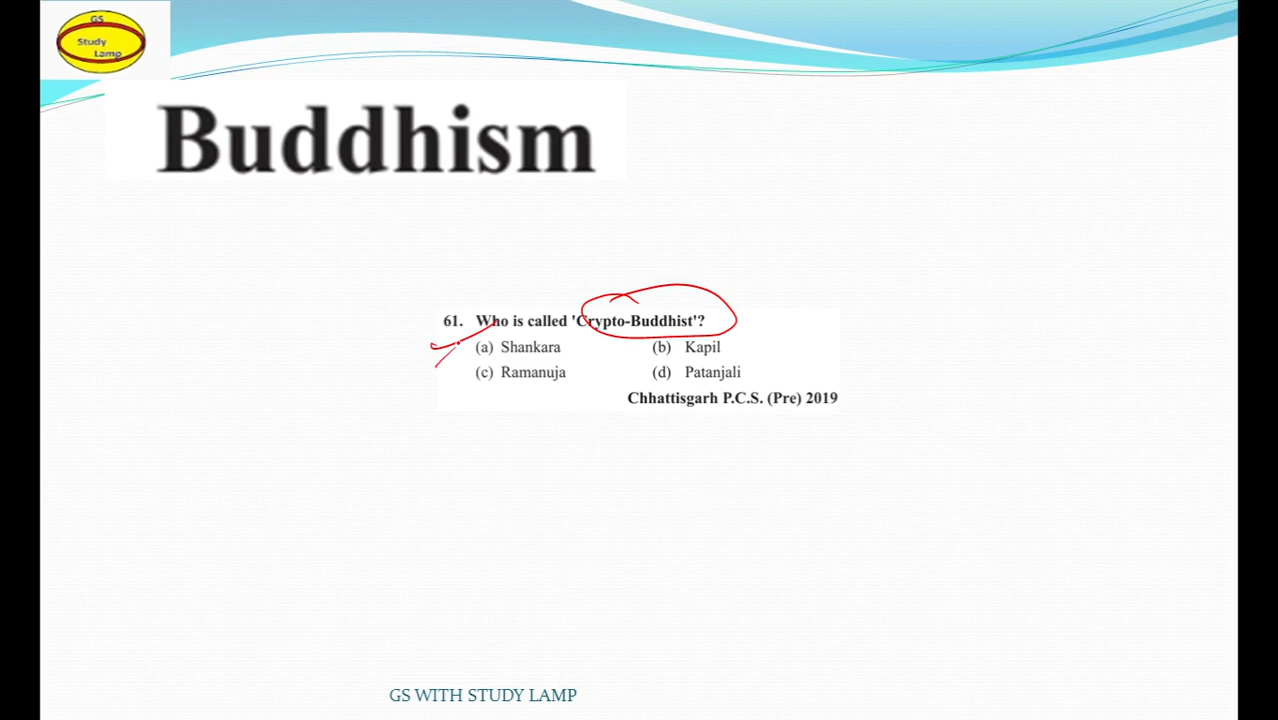 GS
Study
Lamp
Buddhism
61. Who is called 'Crypto-Buddhist'?
(a) Shankara (b) Kapil
(c) Ramanuja (d) Patanjali
Chhattisgarh P.C.S. (Pre) 2019
GS WITH STUDY LAMP